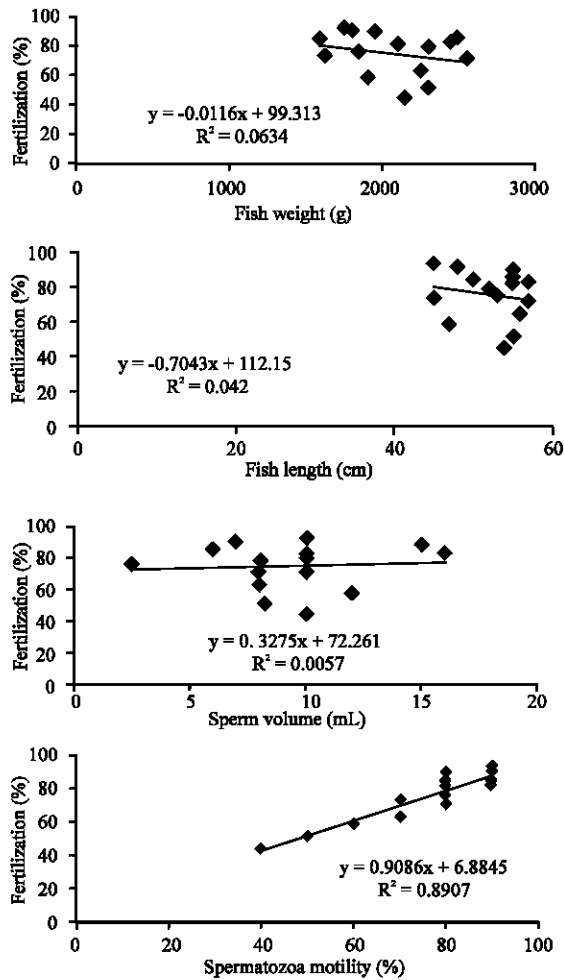 Fertilization (%)
100
80
60
40
20
0
y = -0.0116x + 99.313
R² = 0.0634
0 1000 2000 3000
Fish weight (g)
Fertilization (%)
100
80
60
40
20
0
y = -0.7043x + 112.15
R² = 0.042
0 20 40 60
Fish length (cm)
Fertilization (%)
100
80
60
40
20
0
y = 0. 3275x + 72.261
R² = 0.0057
0 5 10 15 20
Sperm volume (mL)
Fertilization (%)
100
80
60
40
20
0
y = 0.9086x + 6.8845
R² = 0.8907
0 20 40 60 80 100
Spermatozoa motility (%)